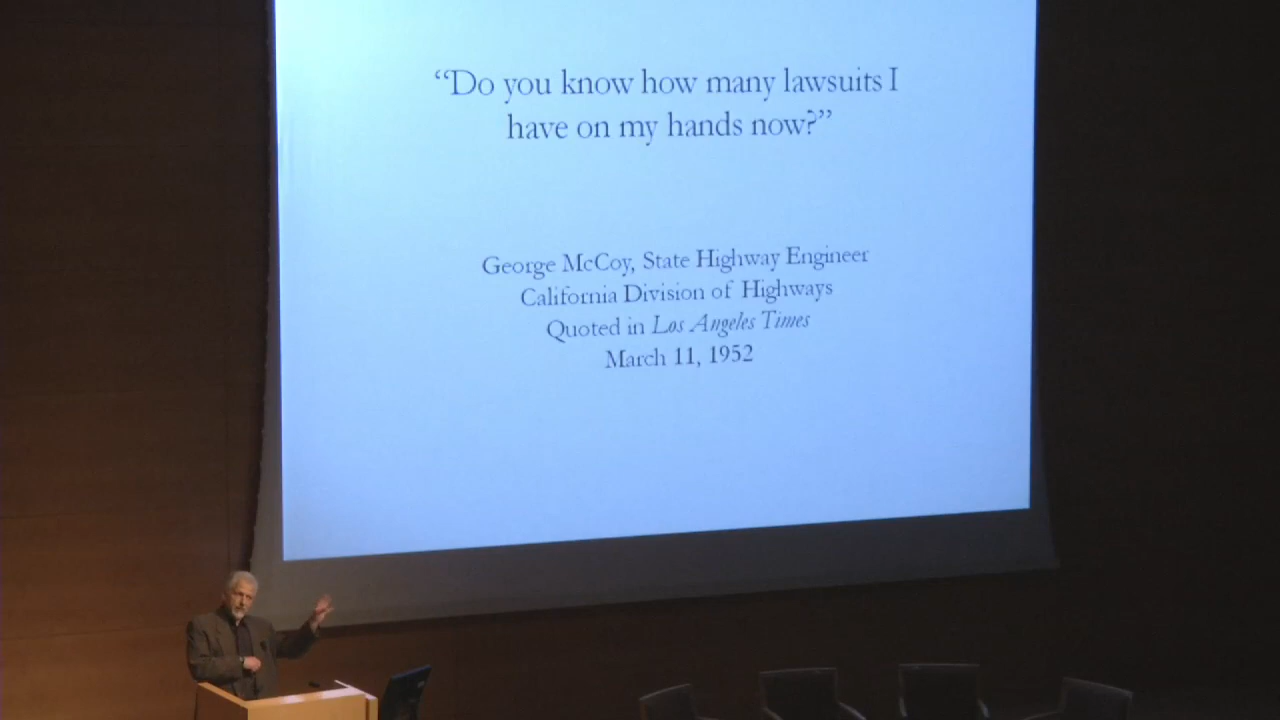 “Do you know how many lawsuits I
have on my hands now?”
George McCoy, State Highway Engineer
California Division of Highways
Quoted in Los Angeles Times
March 11, 1952